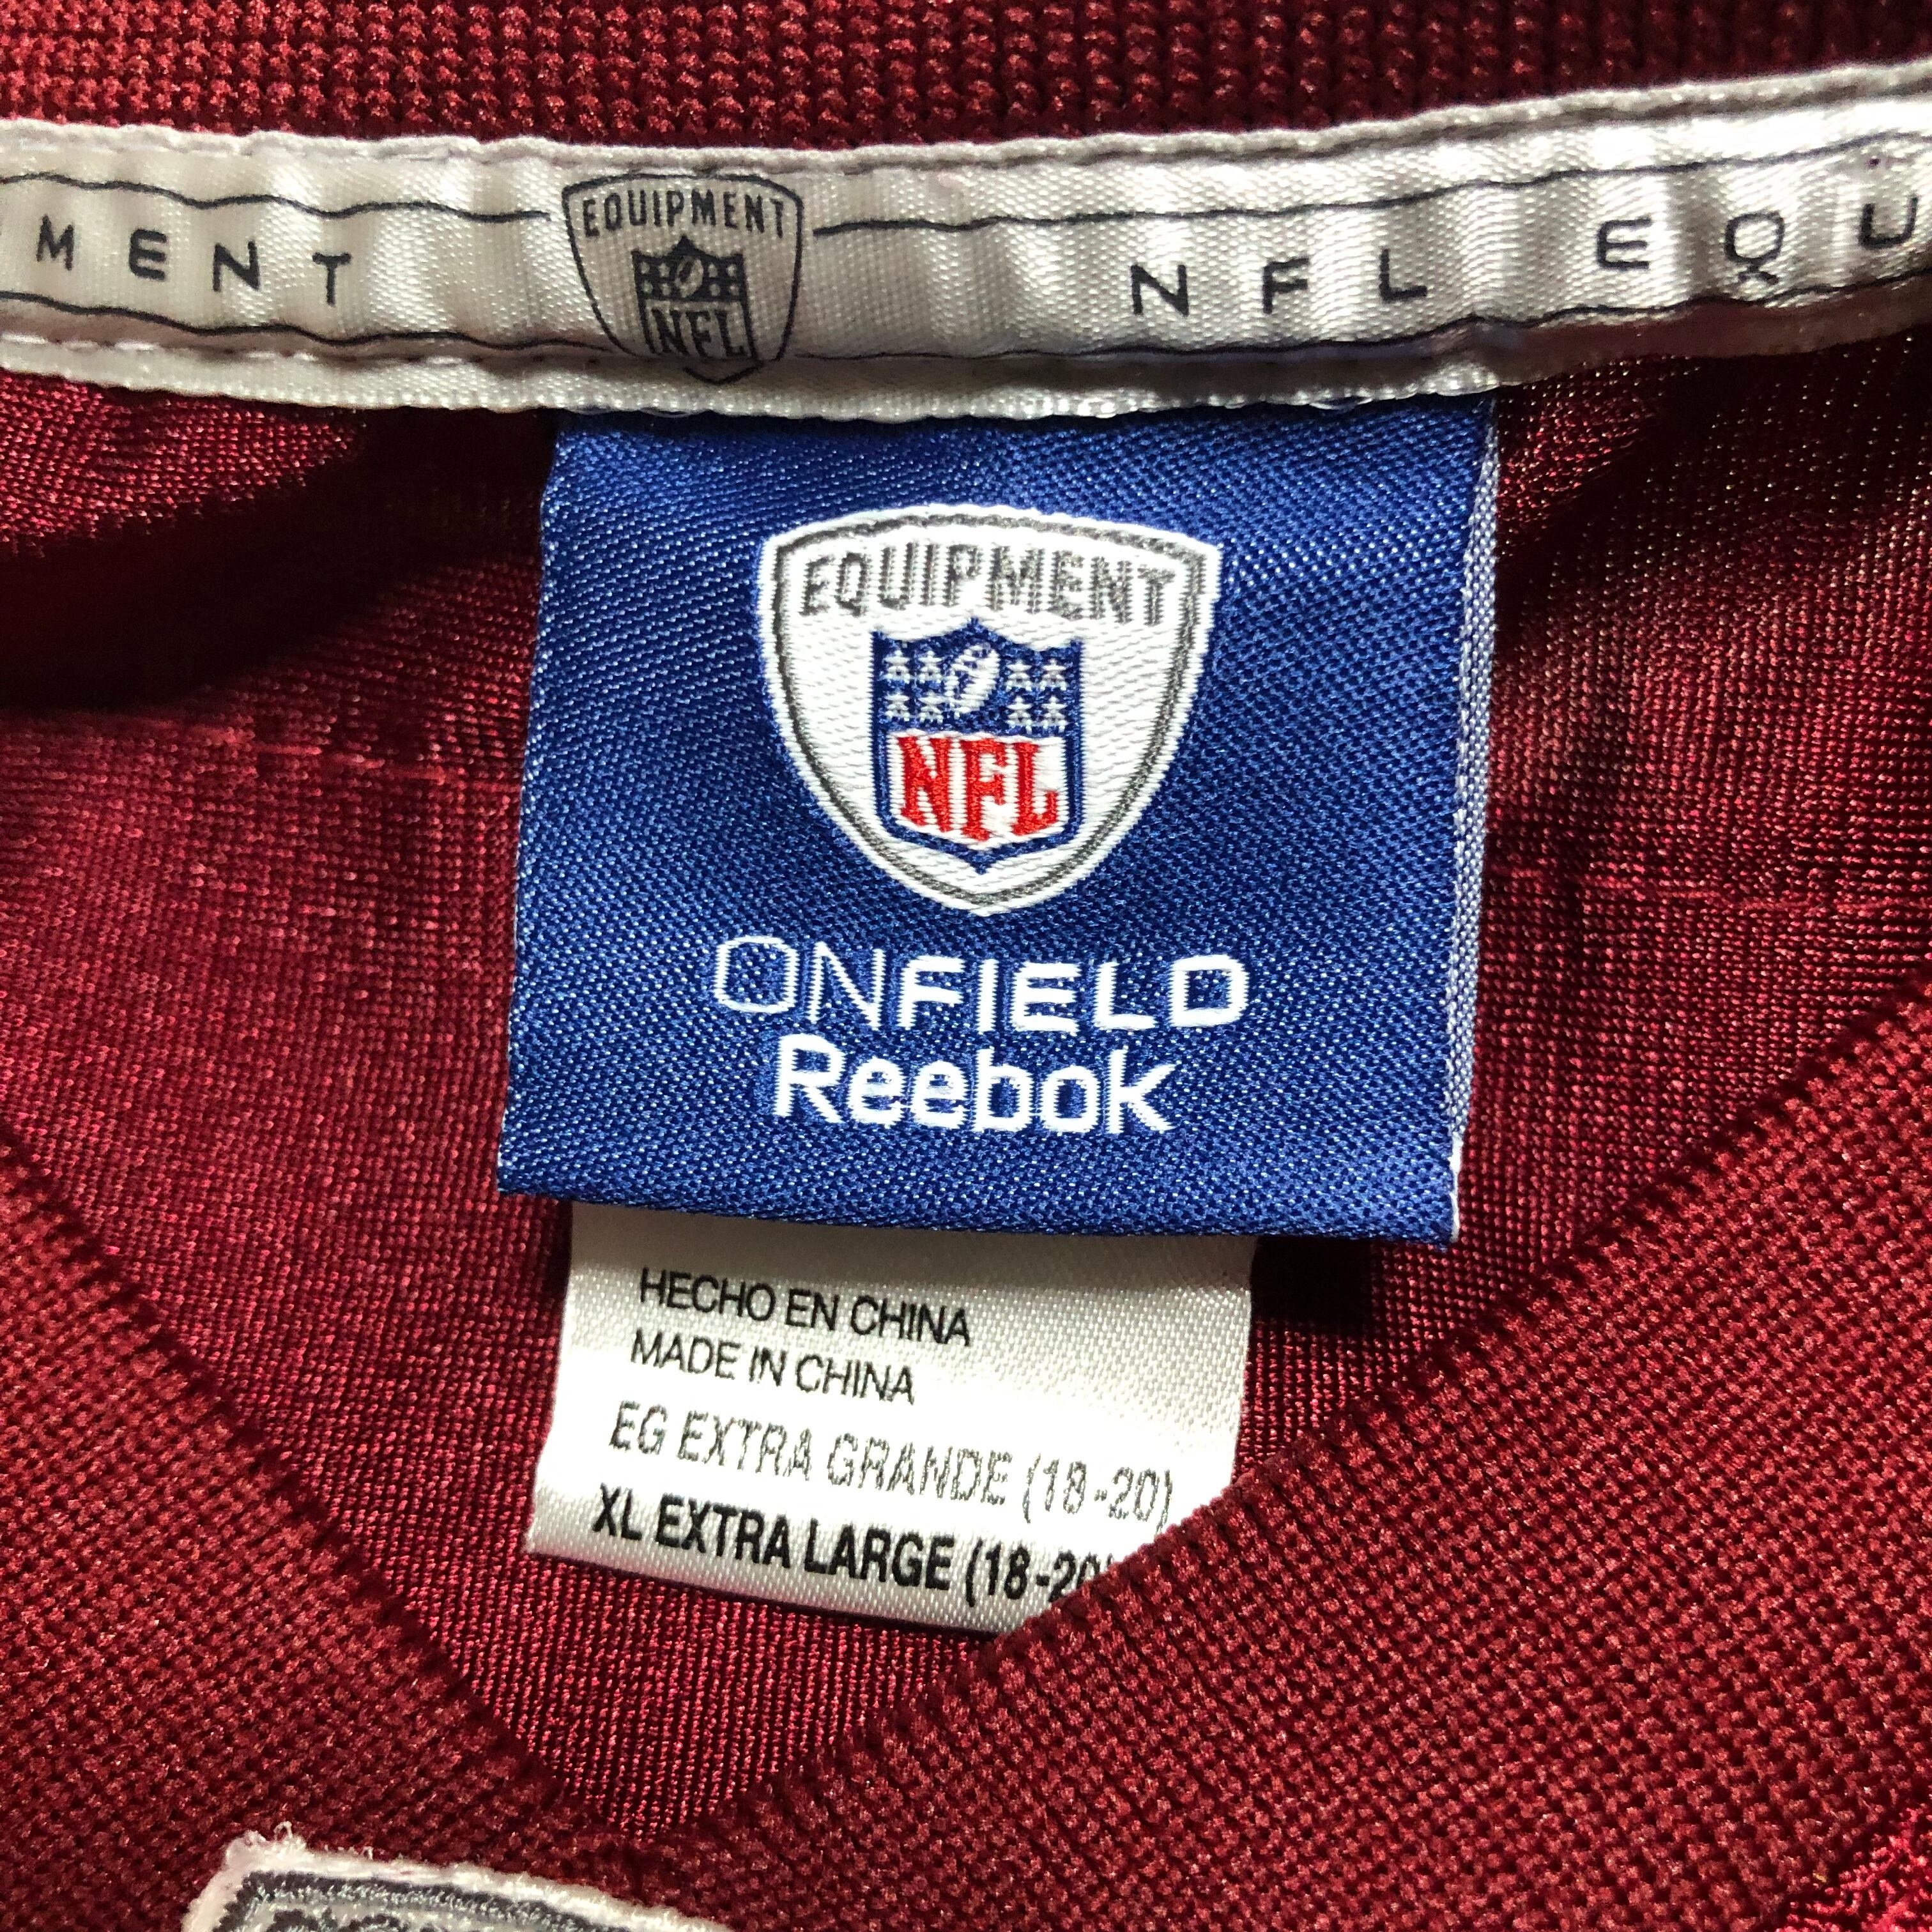 MENT
EQUIPMENT
NFL
NFL EQU
EQUIPMENT
NFL
ONFIELD
Reebok
HECHO EN CHINA
MADE IN CHINA
EG EXTRA GRANDE (18-20)
XL EXTRA LARGE (18-20)